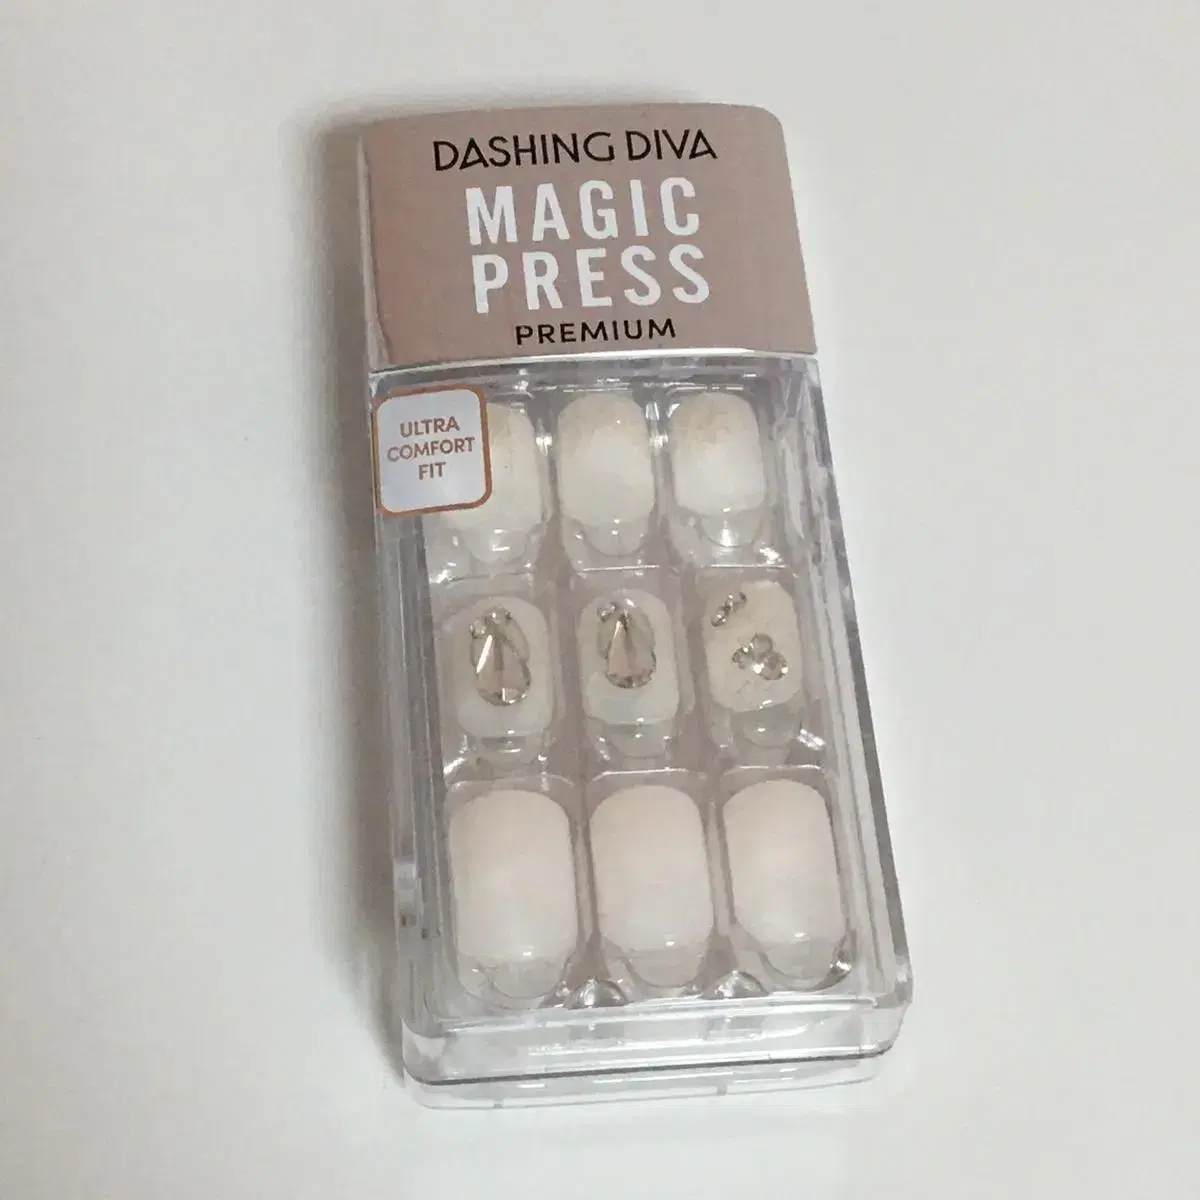 DASHING DIVA
MAGIC
PRESS
PREMIUM
ULTRA
COMFORT
FIT